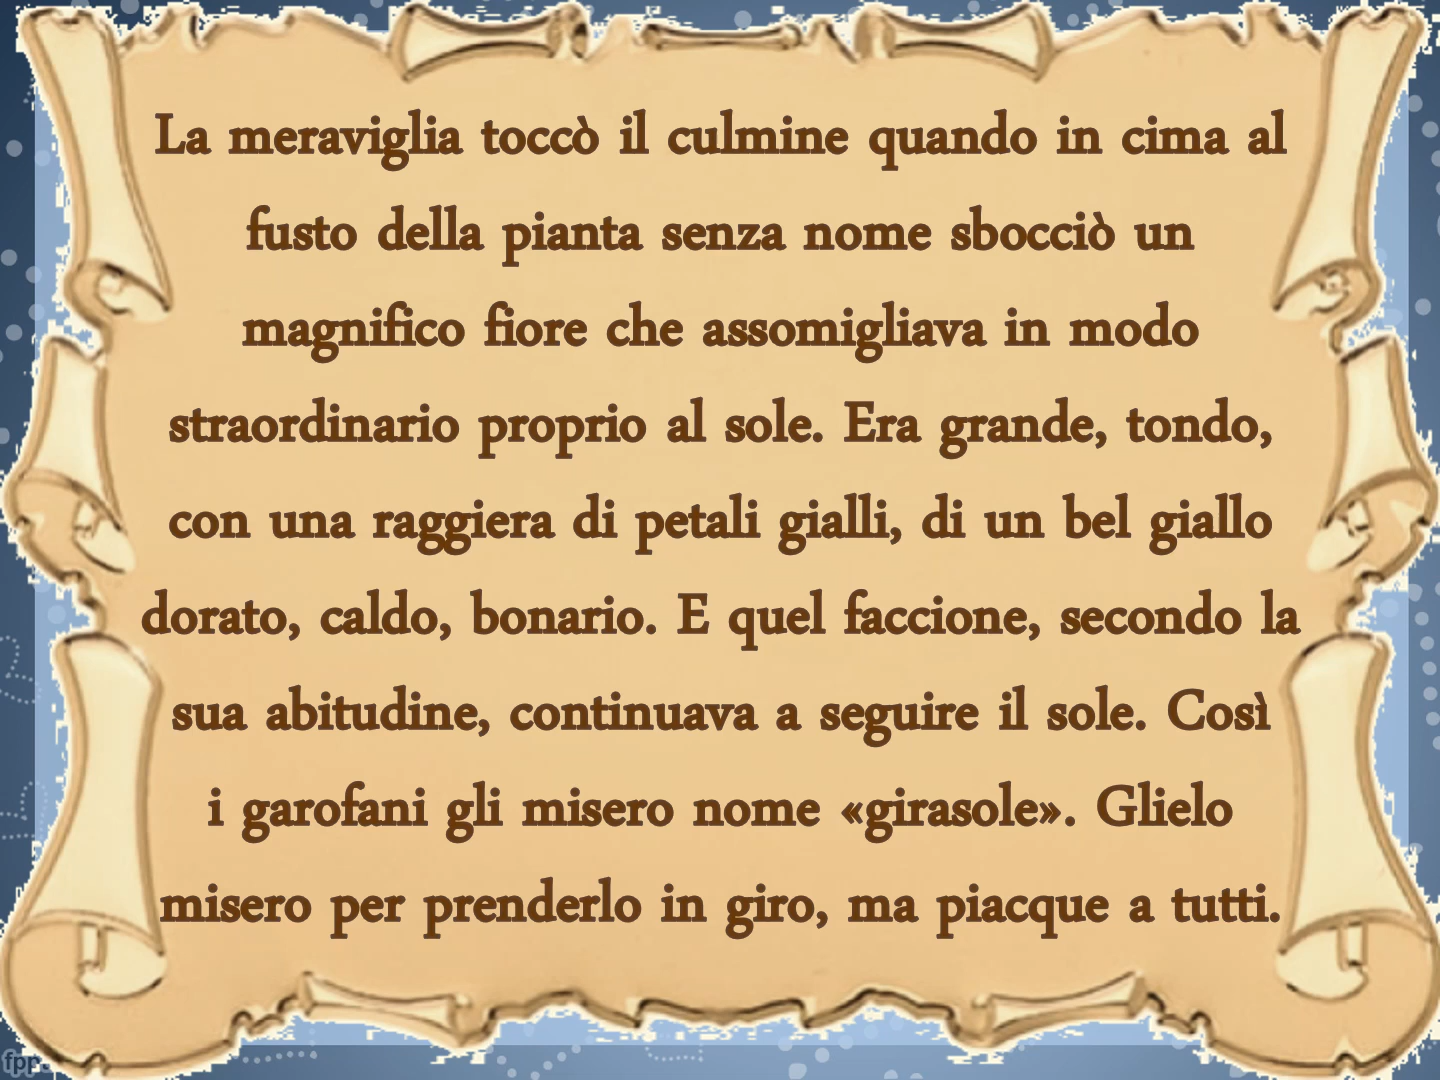 La meraviglia toccò il culmine quando in cima al
fusto della pianta senza nome sbocciò un
magnifico fiore che assomigliava in modo
straordinario proprio al sole. Era grande, tondo,
con una raggiera di petali gialli, di un bel giallo
dorato, caldo, bonario. E quel faccione, secondo la
sua abitudine, continuava a seguire il sole. Così
i garofani gli misero nome «girasole». Glielo
misero per prenderlo in giro, ma piacque a tutti.